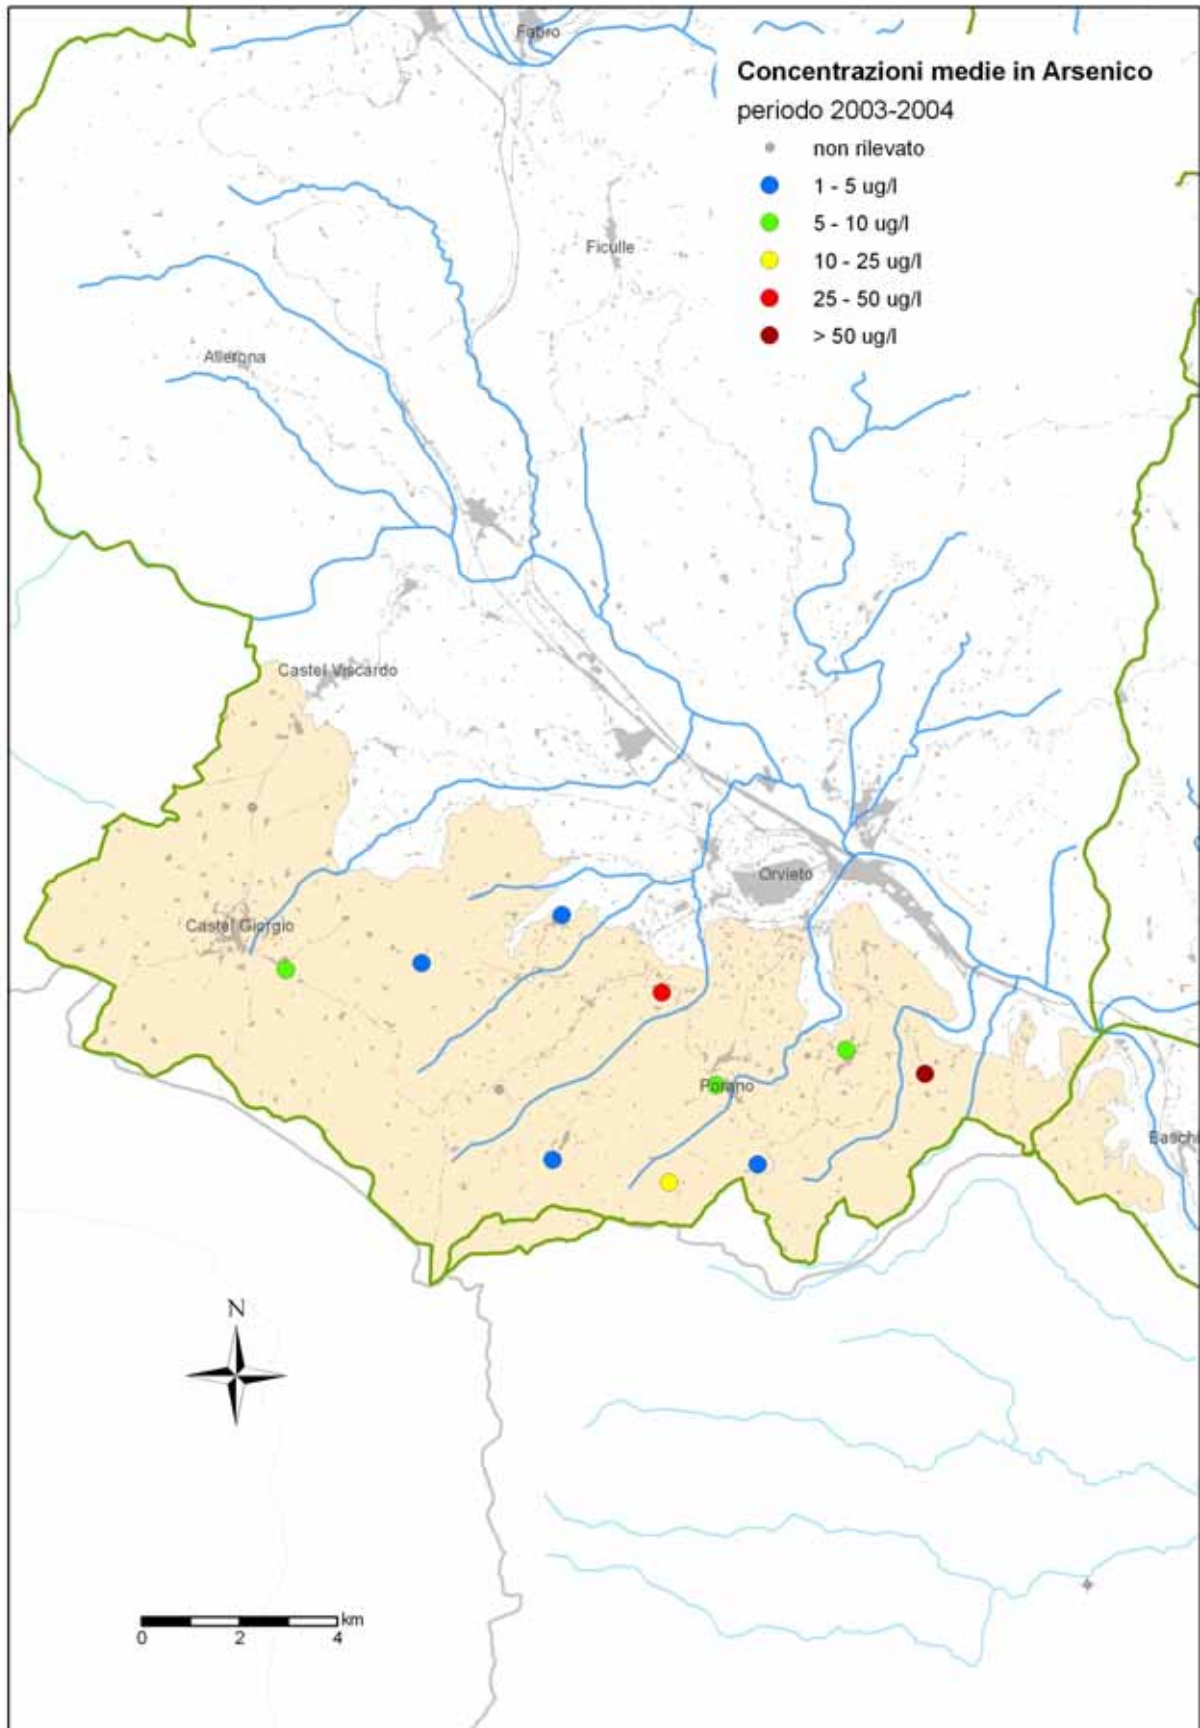 Fabro
Concentrazioni medie in Arsenico
periodo 2003-2004
non rilevato
1 - 5 ug/l
5 - 10 ug/l
10 - 25 ug/l
25 - 50 ug/l
> 50 ug/l
Ficulle
Allerona
Castel Viscardo
Orvieto
Castel Giorgio
Porano
Baschi
N
km
0 2 4